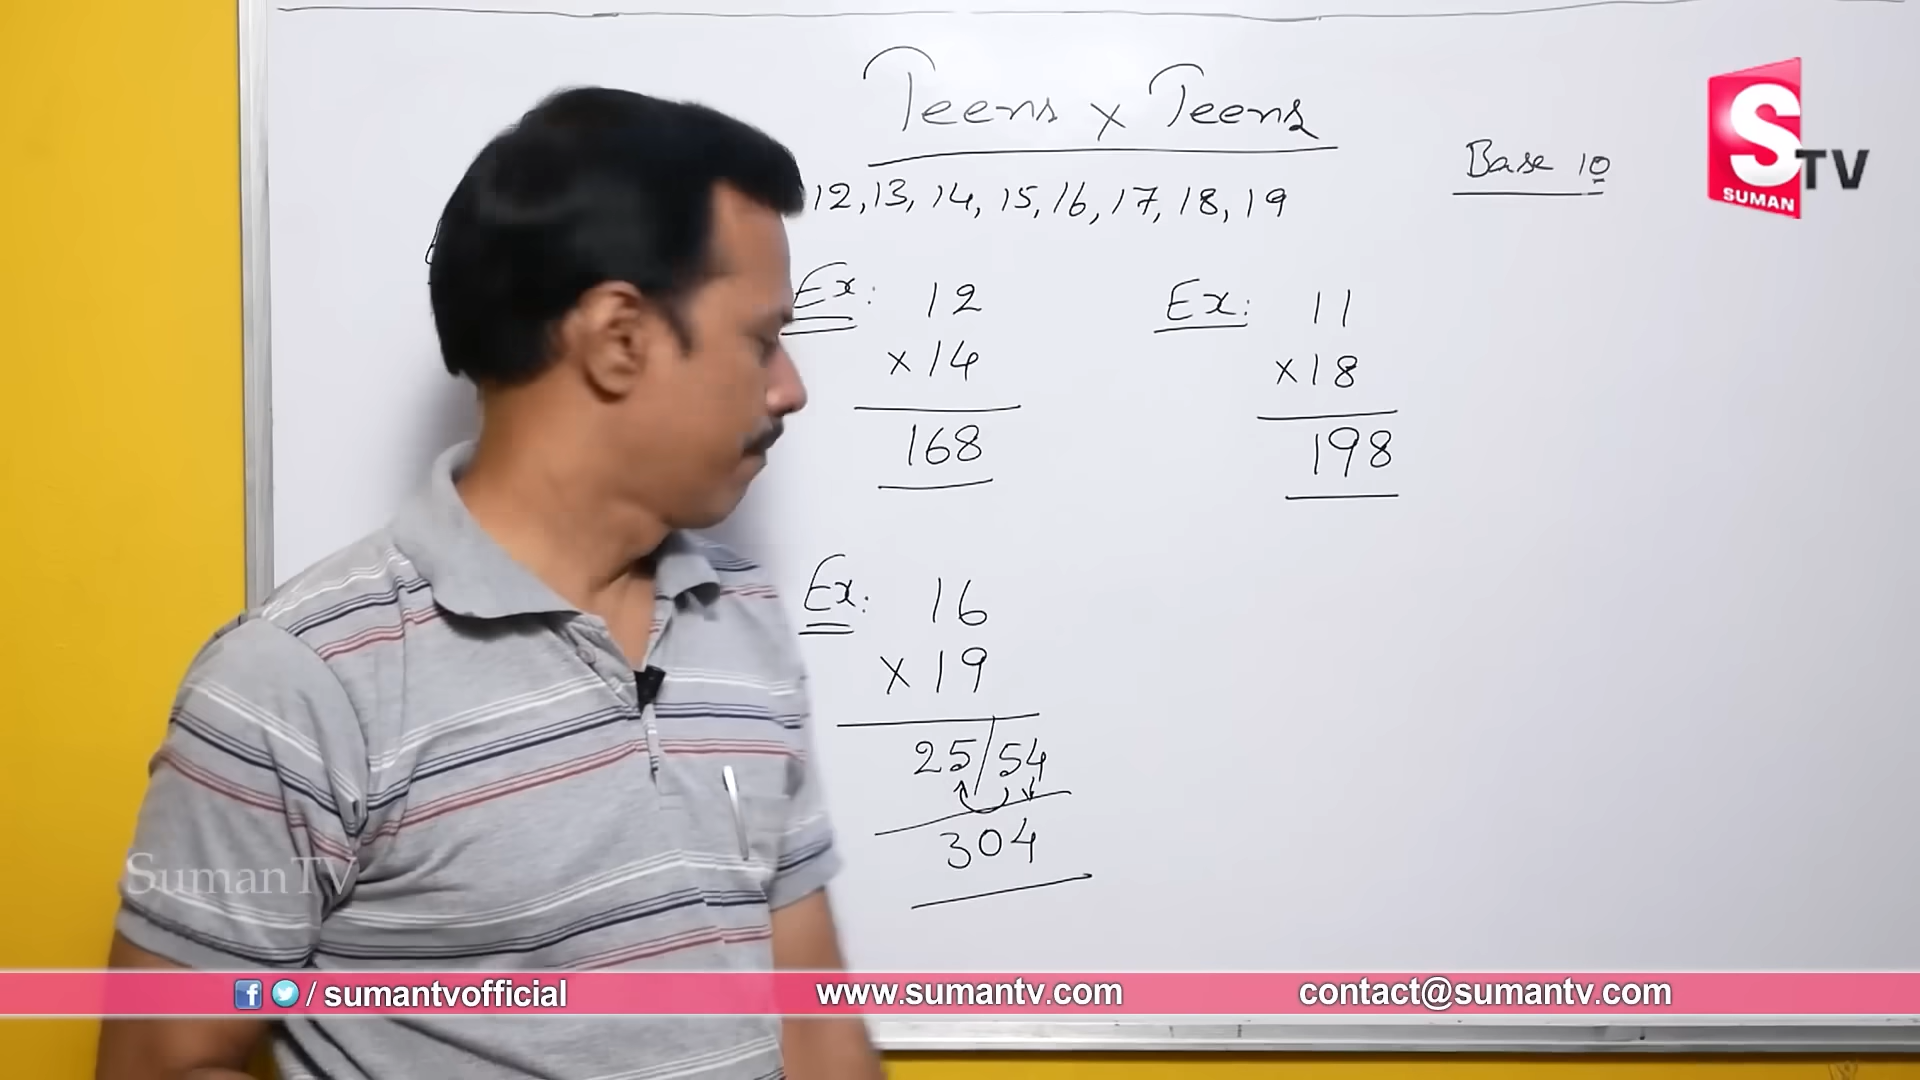 Teens x Teens
Base 10
12, 13, 14, 15, 16, 17, 18, 19
Ex: 12
x 14
168
Ex: 11
x 18
198
Ex: 16
x 19
25/54
304
S TV
SUMAN
SumanTV
/ sumantvofficial
www.sumantv.com
contact@sumantv.com